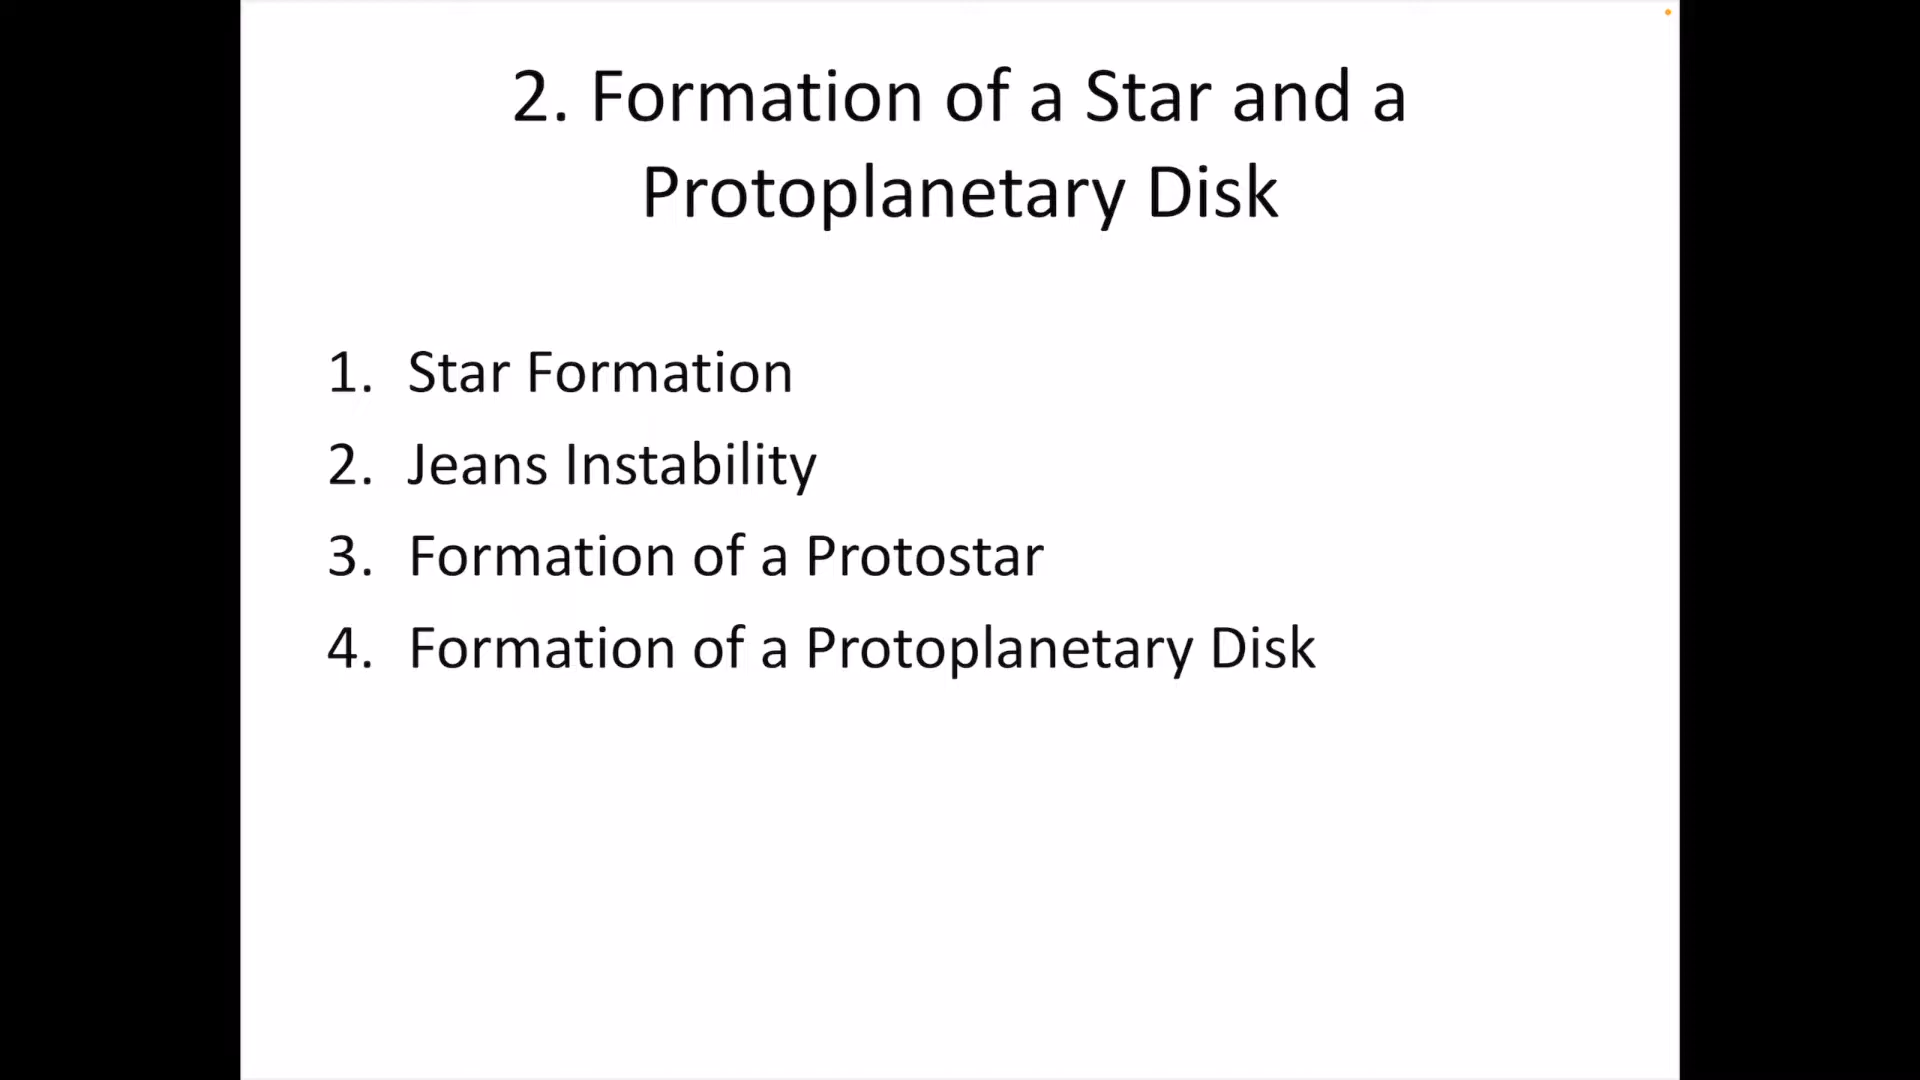 2. Formation of a Star and a
Protoplanetary Disk
1. Star Formation
2. Jeans Instability
3. Formation of a Protostar
4. Formation of a Protoplanetary Disk